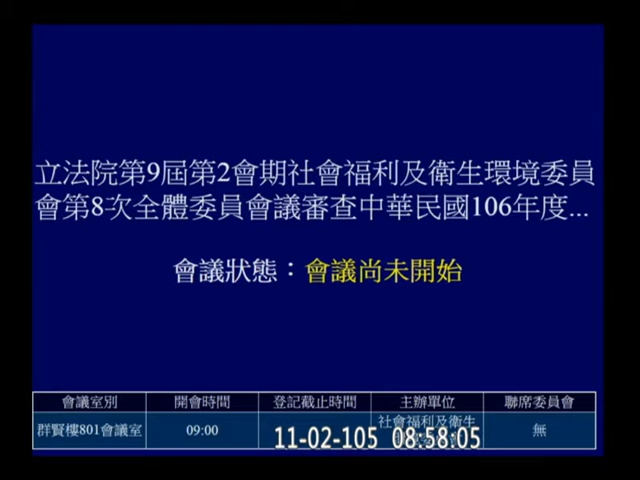 立法院第9屆第2會期社會福利及衛生環境委員
會第8次全體委員會議審查中華民國106年度...
會議狀態：會議尚未開始
會議室別 開會時間 登記截止時間 主辦單位 聯席委員會
群賢樓801會議室 09:00 社會福利及衛生 無
11-02-105 08:58:05